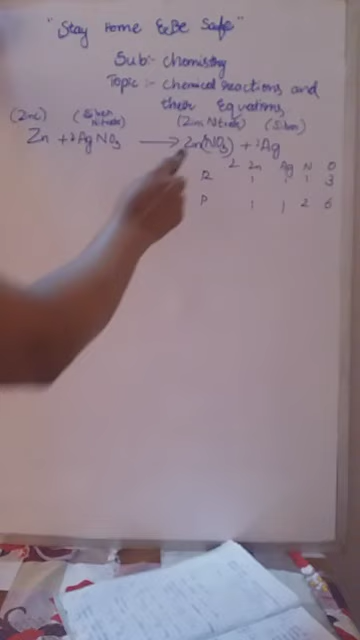 "Stay Home & Be Safe"
Sub:- chemistry
Topic:- chemical reactions and
their Equations
(Zinc) (Silver Nitrate) (Zinc Nitrate) (Silver)
Zn + 2AgNO3 → Zn(NO3)2 + 2Ag
Zn Ag N O
R 1 1 1 3
P 1 1 2 6